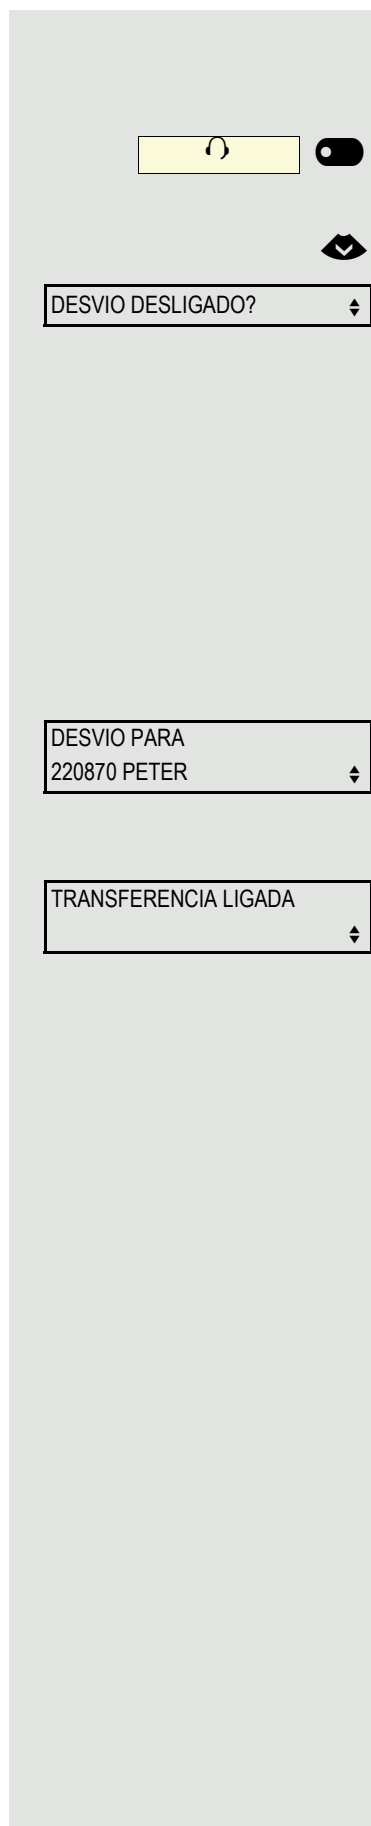 DESVIO DESLIGADO?
DESVIO PARA
220870 PETER
TRANSFERENCIA LIGADA